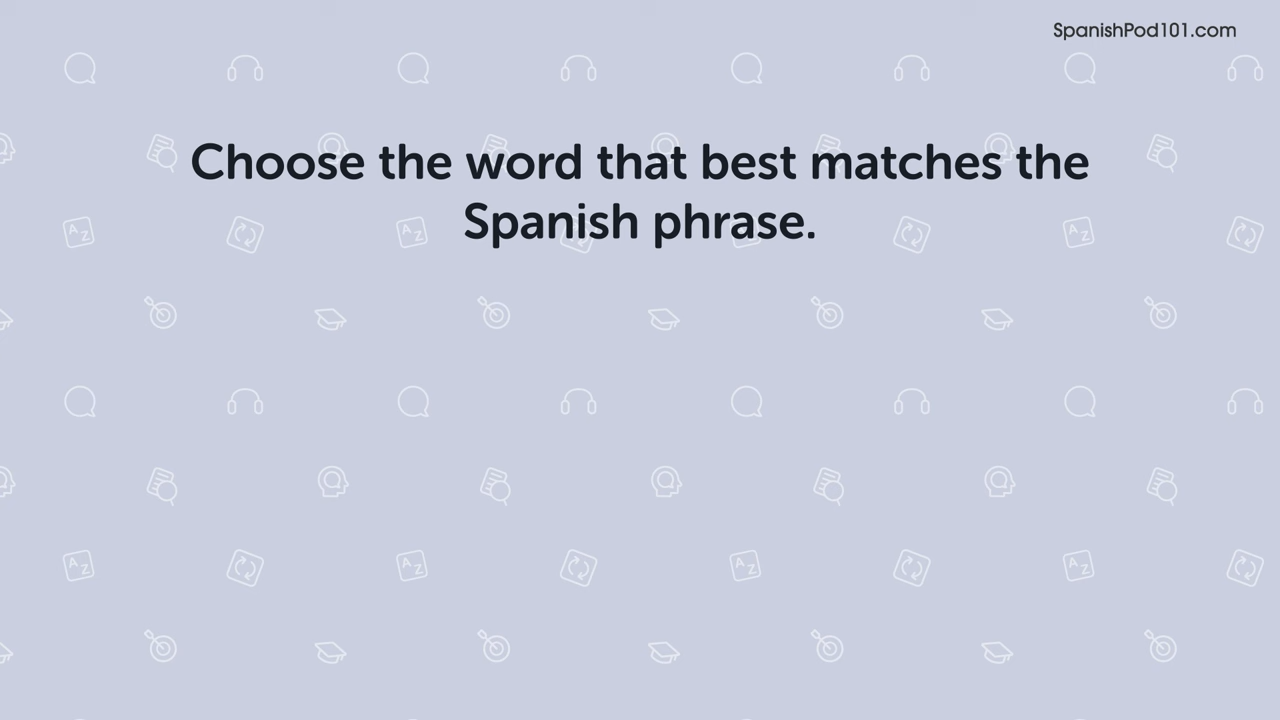 SpanishPod101.com
Choose the word that best matches the
Spanish phrase.